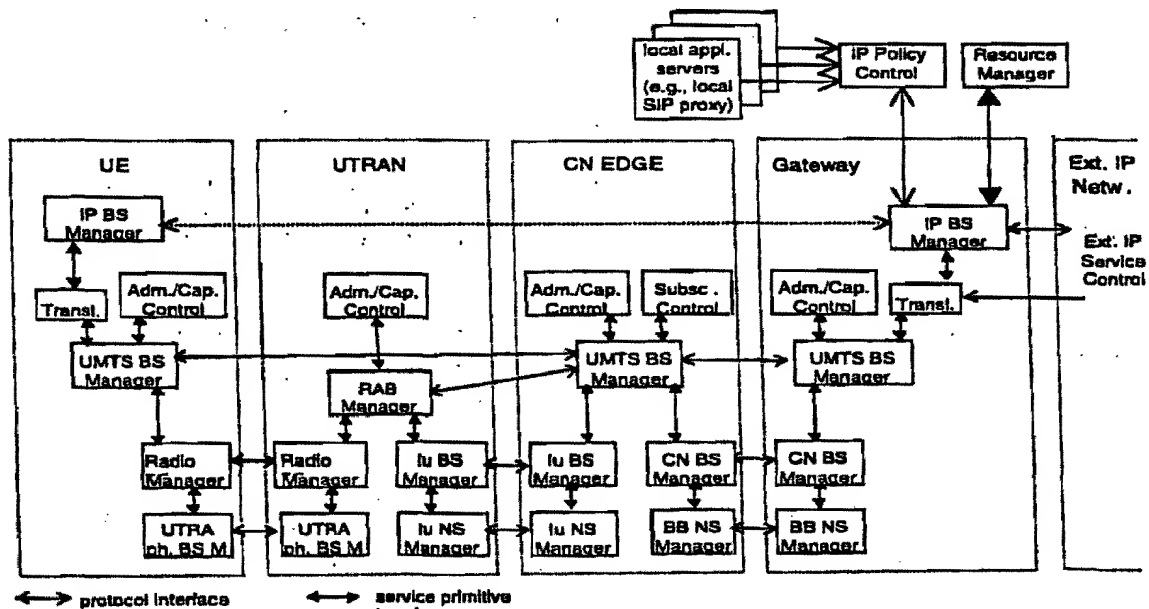 local appl.
servers
(e.g., local
SIP proxy)
IP Policy
Control
Resource
Manager
UE
UTRAN
CN EDGE
Gateway
Ext. IP
Netw.
IP BS
Manager
IP BS
Manager
Ext. IP
Service
Control
Transl.
Adm./Cap.
Control
Adm./Cap.
Control
Adm./Cap.
Control
Subsc.
Control
Adm./Cap.
Control
Transl.
UMTS BS
Manager
RAB
Manager
UMTS BS
Manager
UMTS BS
Manager
Radio
Manager
Radio
Manager
Iu BS
Manager
Iu BS
Manager
CN BS
Manager
CN BS
Manager
UTRA
ph. BS M
UTRA
ph. BS M
Iu NS
Manager
Iu NS
Manager
BB NS
Manager
BB NS
Manager
protocol interface
service primitive